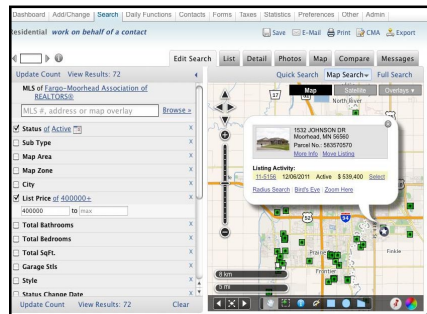 Dashboard Add/Change Search Daily Functions Contacts Forms Taxes Statistics Preferences Other Admin
Residential work on behalf of a contact
Save E-Mail Print CMA Export
Edit Search List Detail Photos Map Compare Messages
Update Count View Results: 72
Quick Search Map Search Full Search
MLS of Fargo-Moorhead Association of
REALTORS®
MLS #, address or map overlay Browse »
Status of Active
Sub Type
Map Area
Map Zone
City
List Price of 400000+
400000 to max
Total Bathrooms
Total Bedrooms
Total SqFt.
Garage Stls
Style
Status Change Date
Update Count View Results: 72 Clear
Map Satellite Overlays
17
North River
1532 JOHNSON DR
Moorhead, MN 56560
Parcel No.: 583570570
More Info Move Listing
Listing Activity:
11-5156 12/06/2011 Active $ 539,400 Select
Radius Search Bird's Eye Zoom Here
52
94
Prairie
Frontier
Finkle
8 km
5 mi